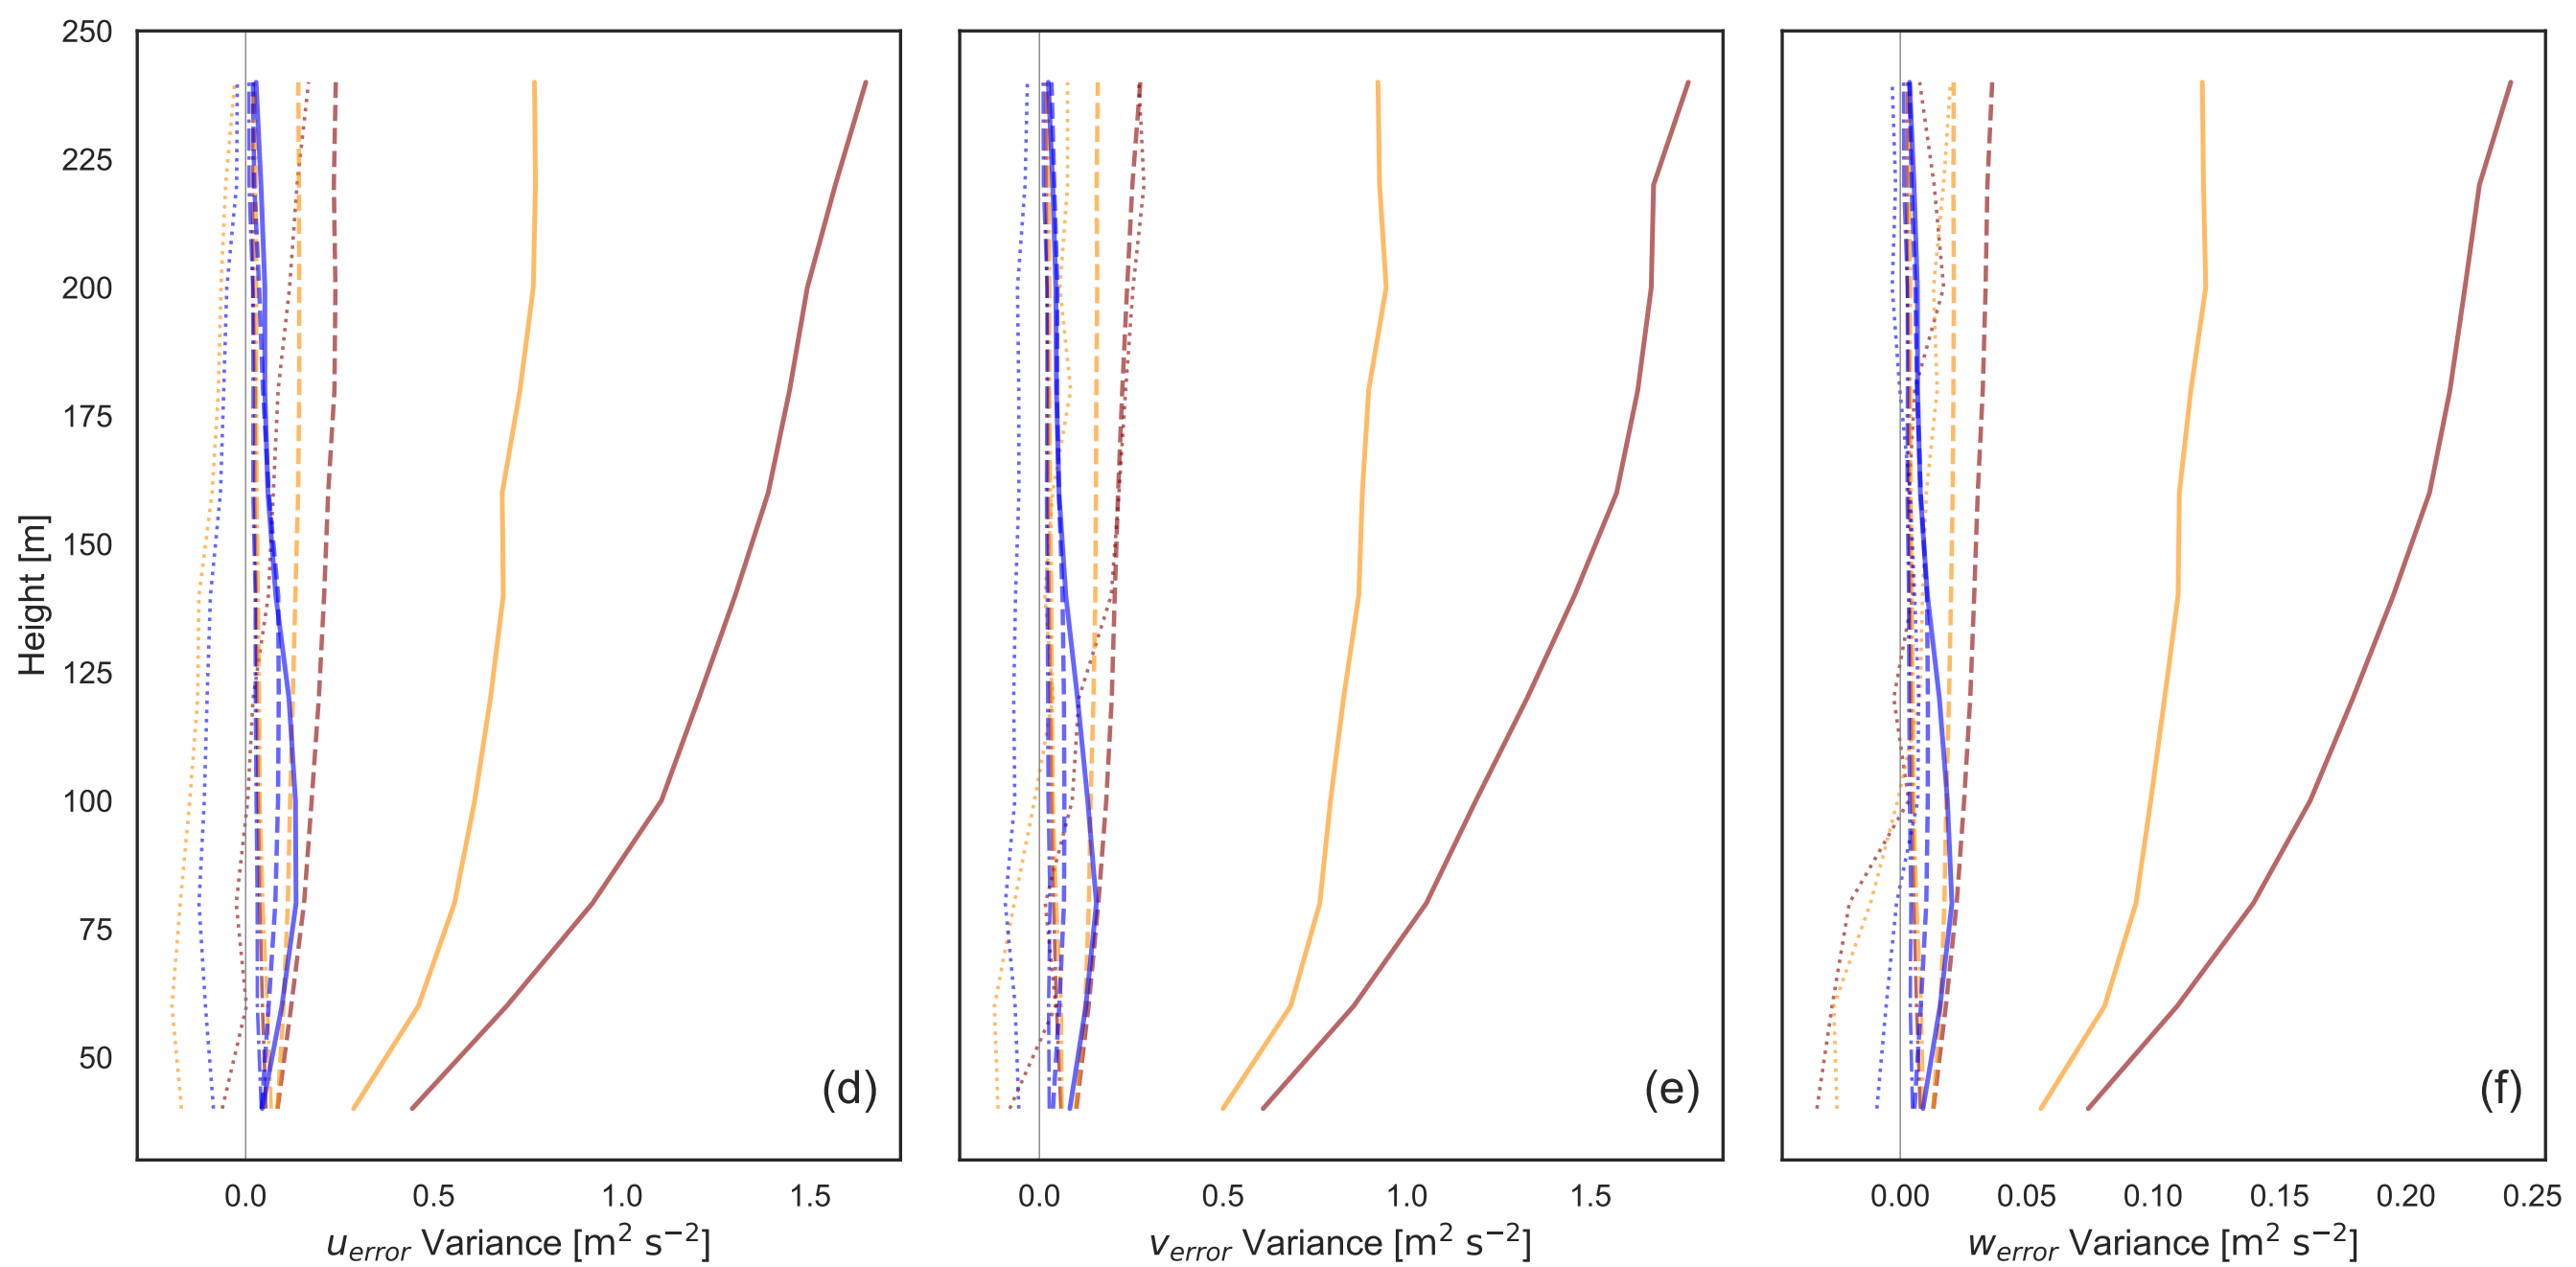 250
225
200
175
150
125
100
75
50
Height [m]
(d)
(e)
(f)
0.0 0.5 1.0 1.5
0.0 0.5 1.0 1.5
0.00 0.05 0.10 0.15 0.20 0.25
u_error Variance [m² s⁻²]
v_error Variance [m² s⁻²]
w_error Variance [m² s⁻²]